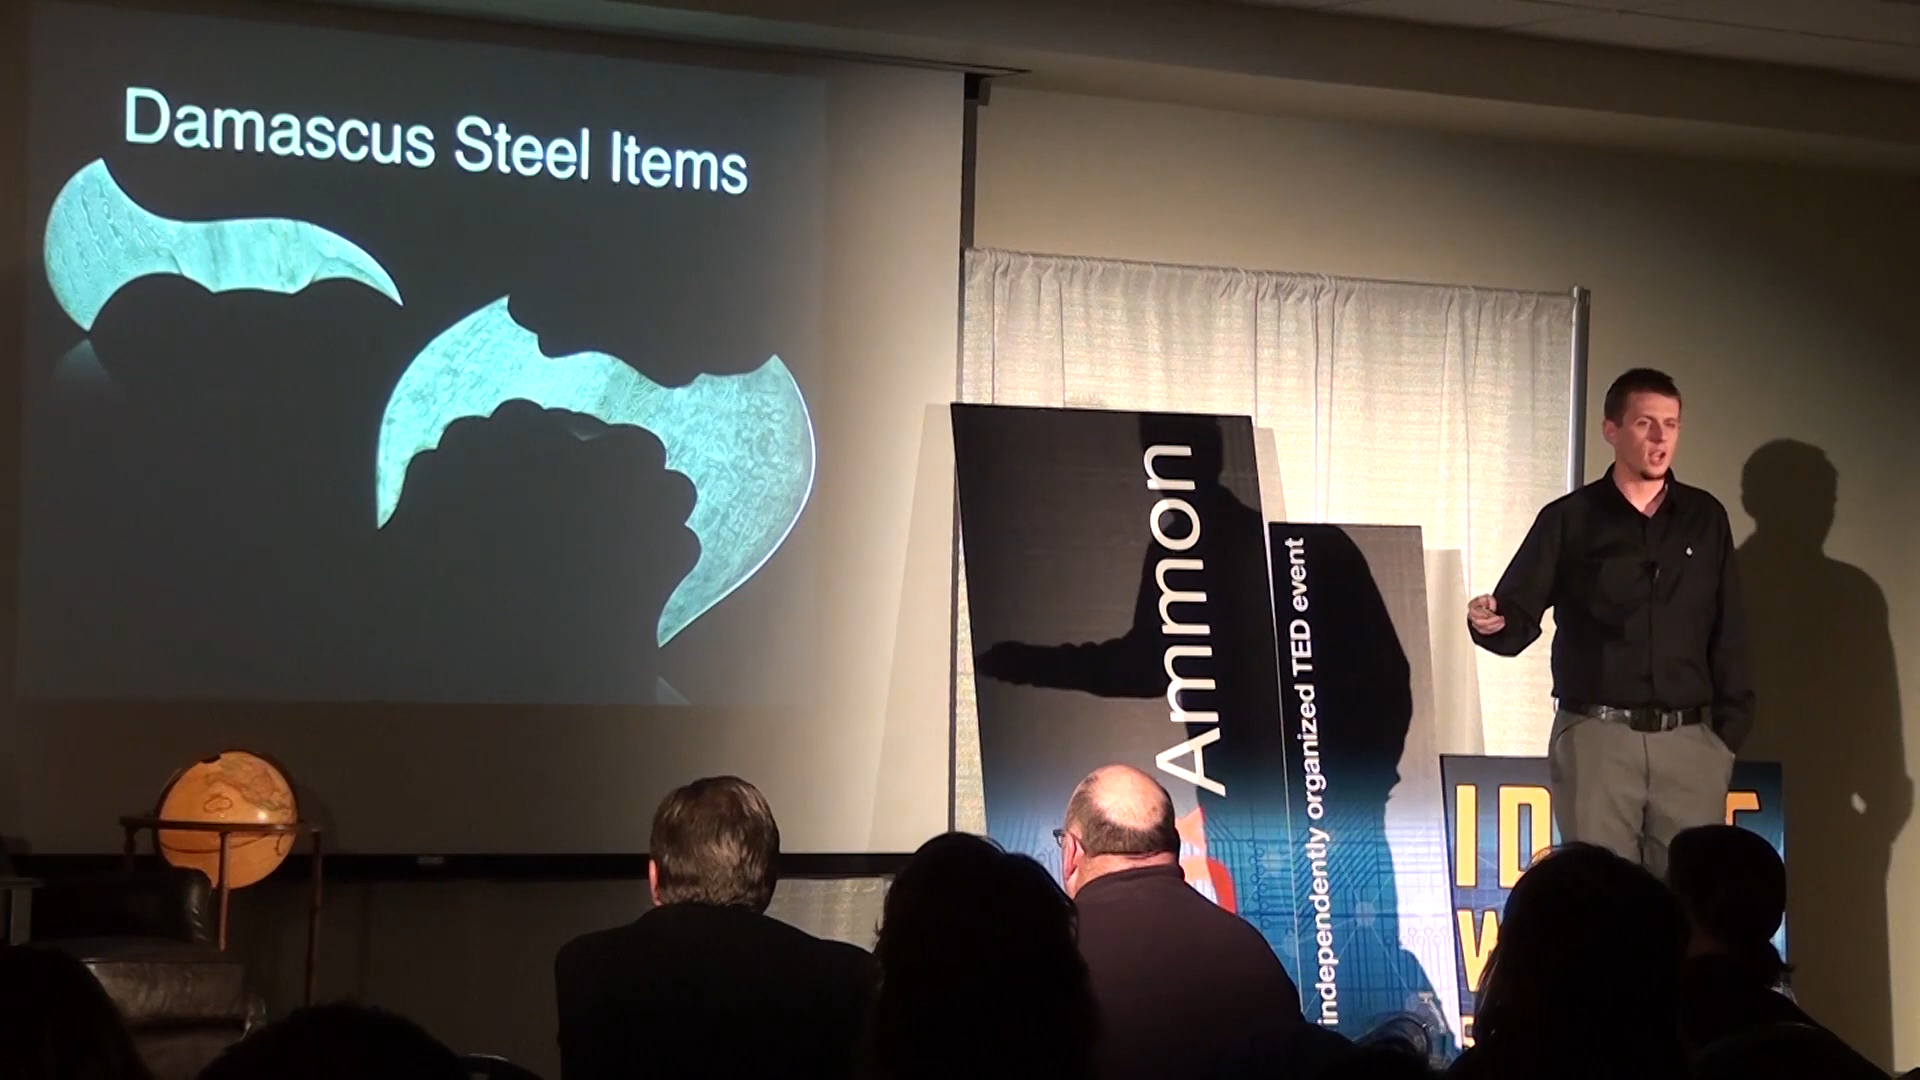 Damascus Steel Items
Ammon
independently organized TED event